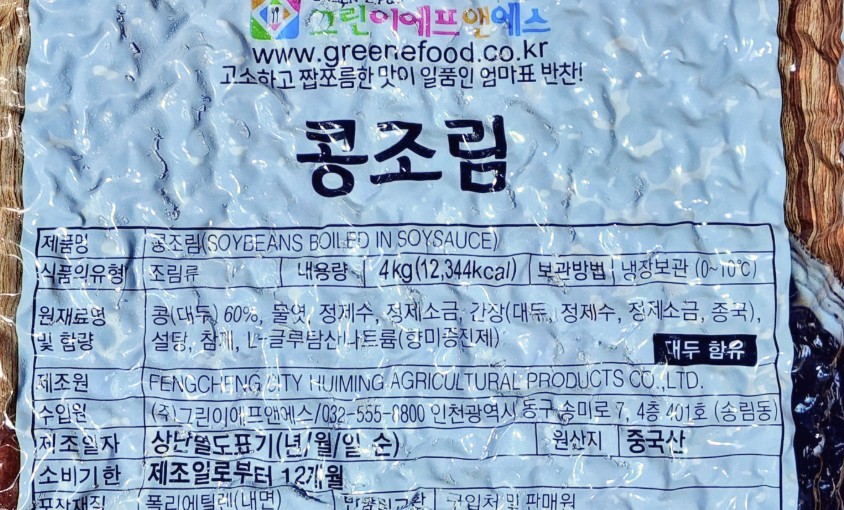 그린이에프앤에스
www.greenefood.co.kr
고소하고 짭쪼름한 맛이 일품인 엄마표 반찬!
콩조림
제품명 콩조림(SOYBEANS BOILED IN SOYSAUCE)
식품의유형 조림류 내용량 4kg(12,344kcal) 보관방법 냉장보관 (0~10℃)
원재료명 콩(대두) 60%, 물엿, 정제수, 정제소금, 간장(대두, 정제수, 정제소금, 종국),
및 함량 설탕, 참깨, L-글루탐산나트륨(향미증진제)
대두 함유
제조원 FENGCHENG CITY HUIMING AGRICULTURAL PRODUCTS CO.,LTD.
수입원 (주)그린이에프앤에스/032-555-0800 인천광역시 동구 송미로 7, 4층 401호 (송림동)
제조일자 상단별도표기(년/월/일 순) 원산지 중국산
소비기한 제조일로부터 12개월
포장재질 폴리에틸렌(내면) 반품및교환 구입처 및 판매원